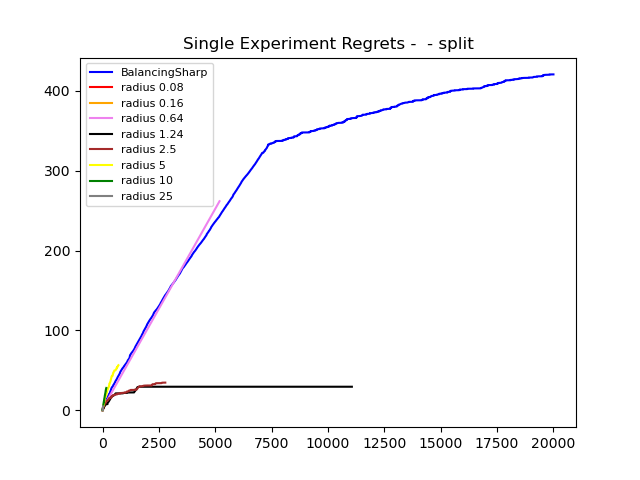 Single Experiment Regrets -  - split
BalancingSharp
radius 0.08
radius 0.16
radius 0.64
radius 1.24
radius 2.5
radius 5
radius 10
radius 25
400
300
200
100
0
0 2500 5000 7500 10000 12500 15000 17500 20000